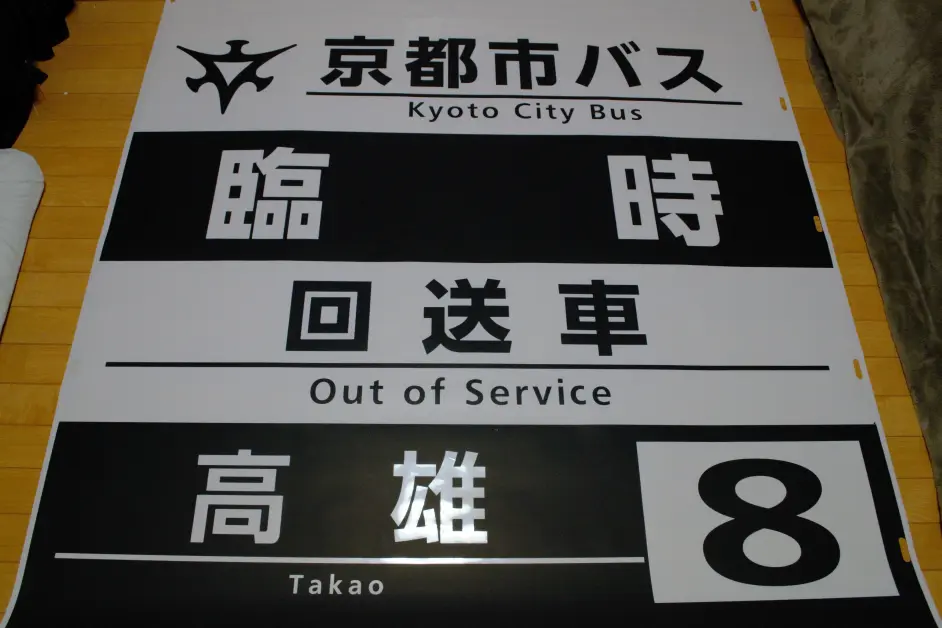 京都市バス
Kyoto City Bus
臨時
回送車
Out of Service
高雄 8
Takao